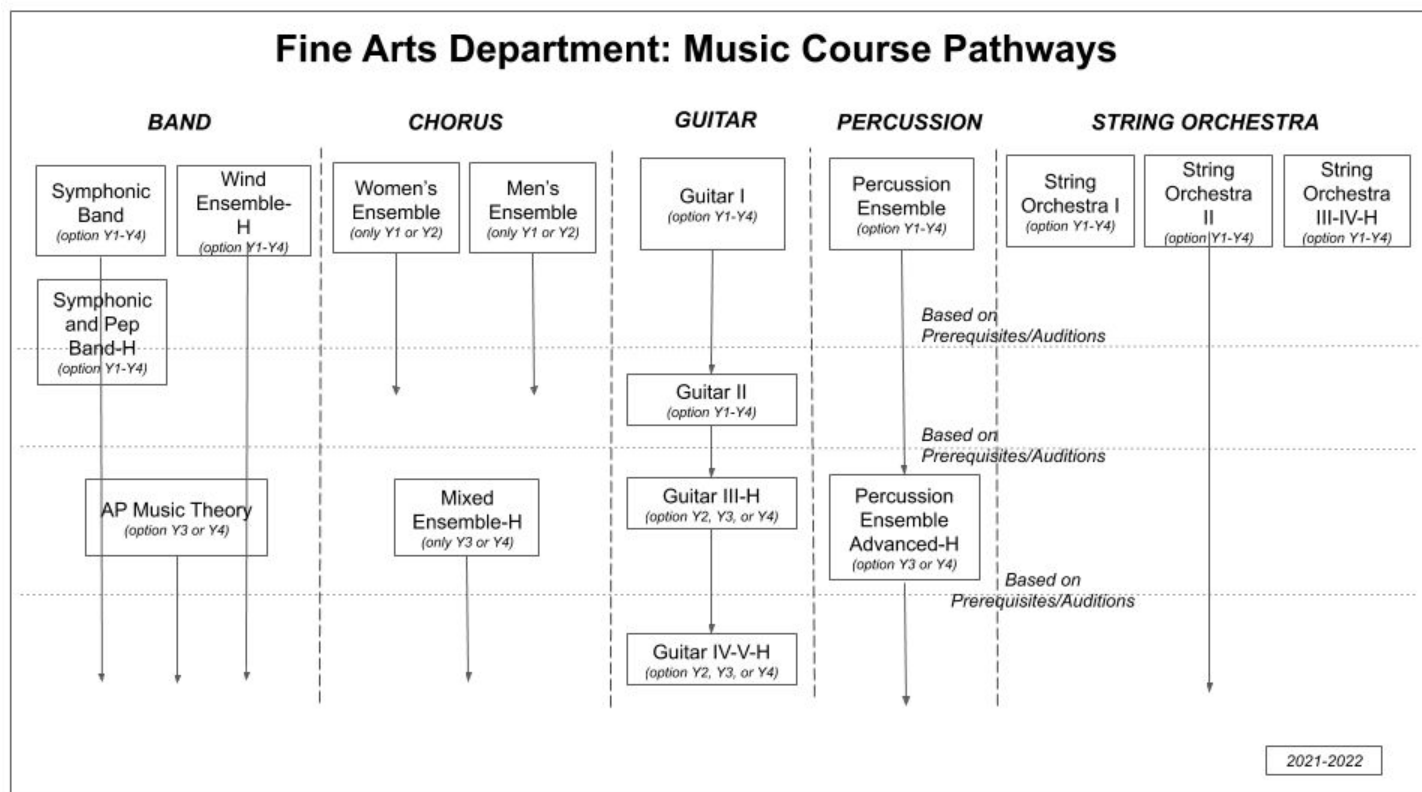 Fine Arts Department: Music Course Pathways
BAND
CHORUS
GUITAR
PERCUSSION
STRING ORCHESTRA
Symphonic
Band
(option Y1-Y4)
Wind
Ensemble-
H
(option Y1-Y4)
Symphonic
and Pep
Band-H
(option Y1-Y4)
AP Music Theory
(option Y3 or Y4)
Women's
Ensemble
(only Y1 or Y2)
Men's
Ensemble
(only Y1 or Y2)
Mixed
Ensemble-H
(only Y3 or Y4)
Guitar I
(option Y1-Y4)
Guitar II
(option Y1-Y4)
Guitar III-H
(option Y2, Y3, or Y4)
Guitar IV-V-H
(option Y2, Y3, or Y4)
Percussion
Ensemble
(option Y1-Y4)
Based on
Prerequisites/Auditions
Based on
Prerequisites/Auditions
Percussion
Ensemble
Advanced-H
(option Y3 or Y4)
Based on
Prerequisites/Auditions
String
Orchestra I
(option Y1-Y4)
String
Orchestra
II
(option Y1-Y4)
String
Orchestra
III-IV-H
(option Y1-Y4)
2021-2022